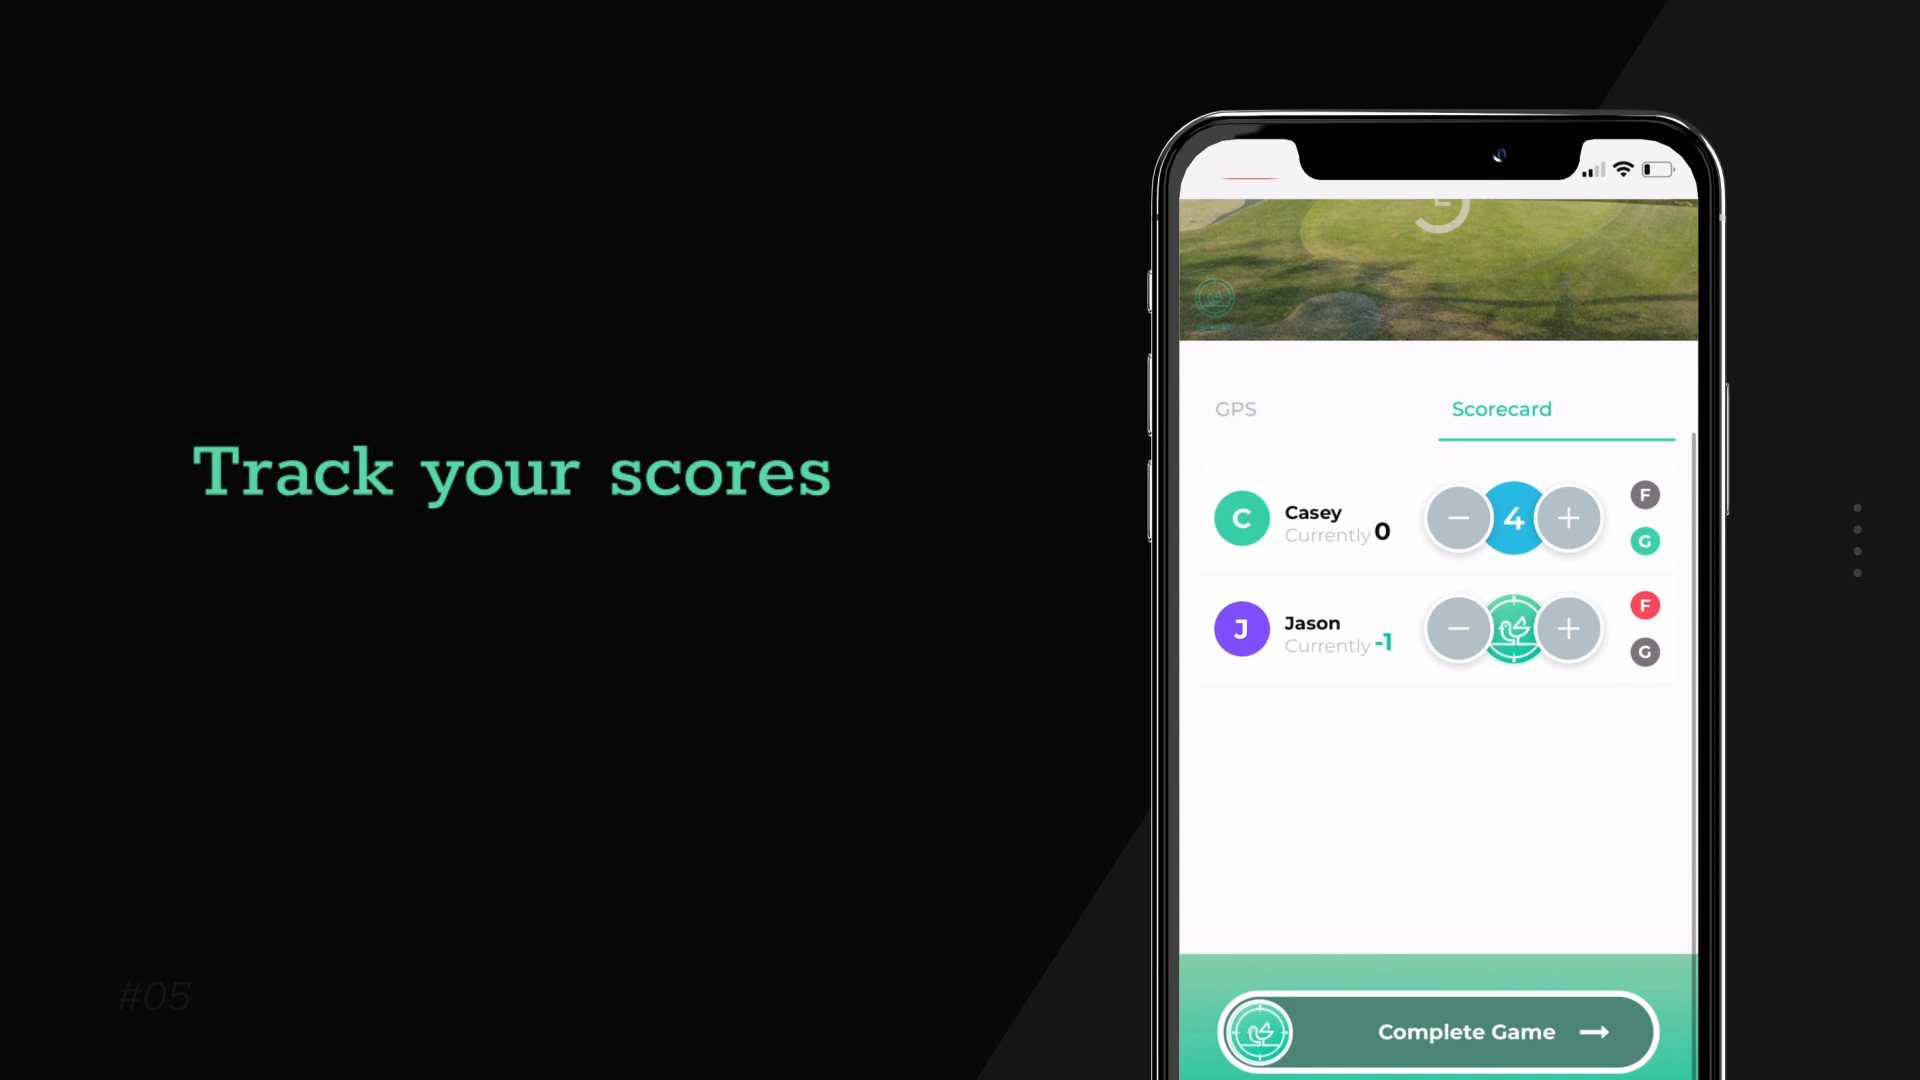 Track your scores
GPS
Scorecard
C
Casey
Currently 0
4
F
G
J
Jason
Currently -1
F
G
Complete Game
#05